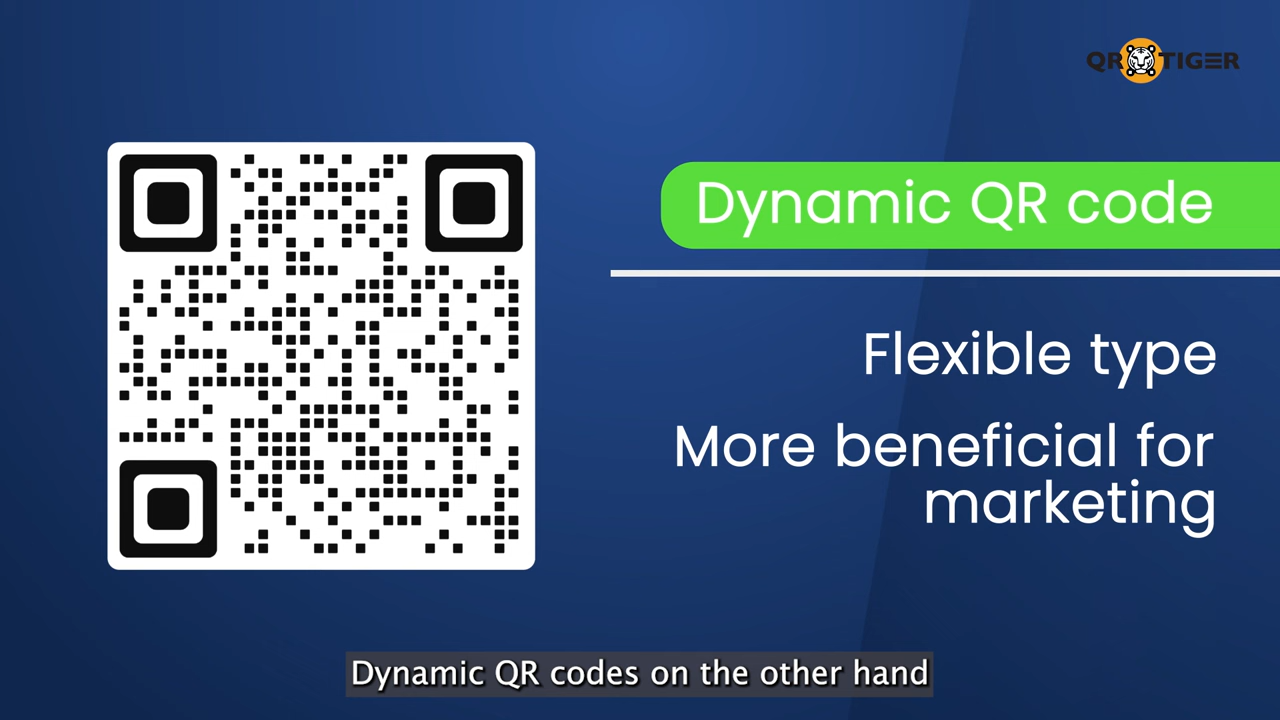 QR TIGER
Dynamic QR code
Flexible type
More beneficial for
marketing
Dynamic QR codes on the other hand